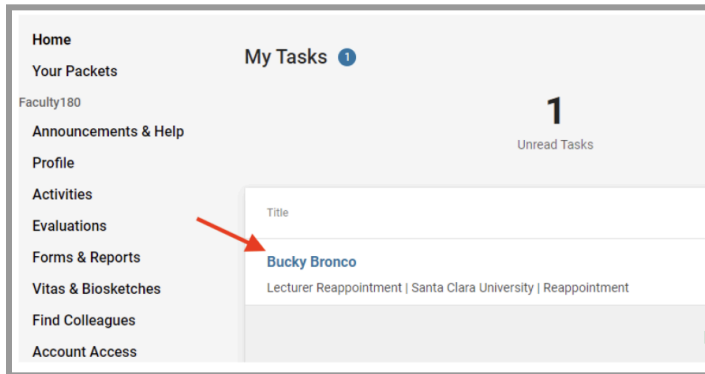 Home
Your Packets
Faculty180
Announcements & Help
Profile
Activities
Evaluations
Forms & Reports
Vitas & Biosketches
Find Colleagues
Account Access
My Tasks 1
1
Unread Tasks
Title
Bucky Bronco
Lecturer Reappointment | Santa Clara University | Reappointment